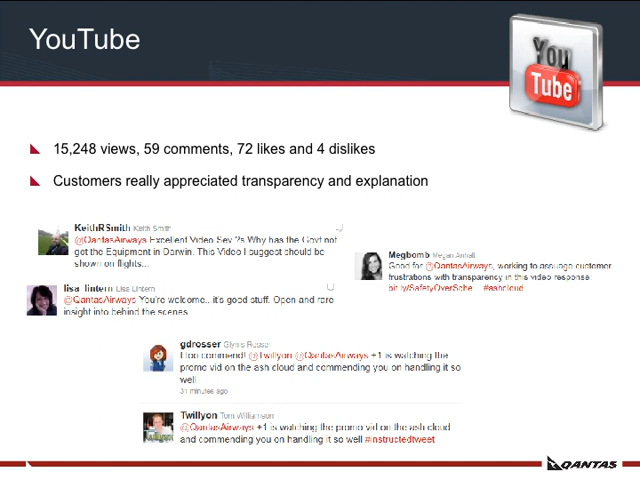 YouTube
You
Tube
15,248 views, 59 comments, 72 likes and 4 dislikes
Customers really appreciated transparency and explanation
KeithRSmith Keith Smith
@QantasAirways Excellent Video Sev ?s Why has the Govt not
got the Equipment in Darwin. This Video I suggest should be
shown on flights...
Megbomb Megan Anhalt
Good for @QantasAirways, working to assuage customer
frustrations with transparency in this video response:
bit.ly/SafetyOverSche... #ashcloud
lisa_lintern Lisa Lintern
@QantasAirways You're welcome.. it's good stuff. Open and rare
insight into behind the scenes
gdrosser Glynis Rosser
I too commend! @Twillyon @QantasAirways +1 is watching the
promo vid on the ash cloud and commending you on handling it so
well
31 minutes ago
Twillyon Tom Williamson
@QantasAirways +1 is watching the promo vid on the ash cloud
and commending you on handling it so well #instructedtweet
QANTAS